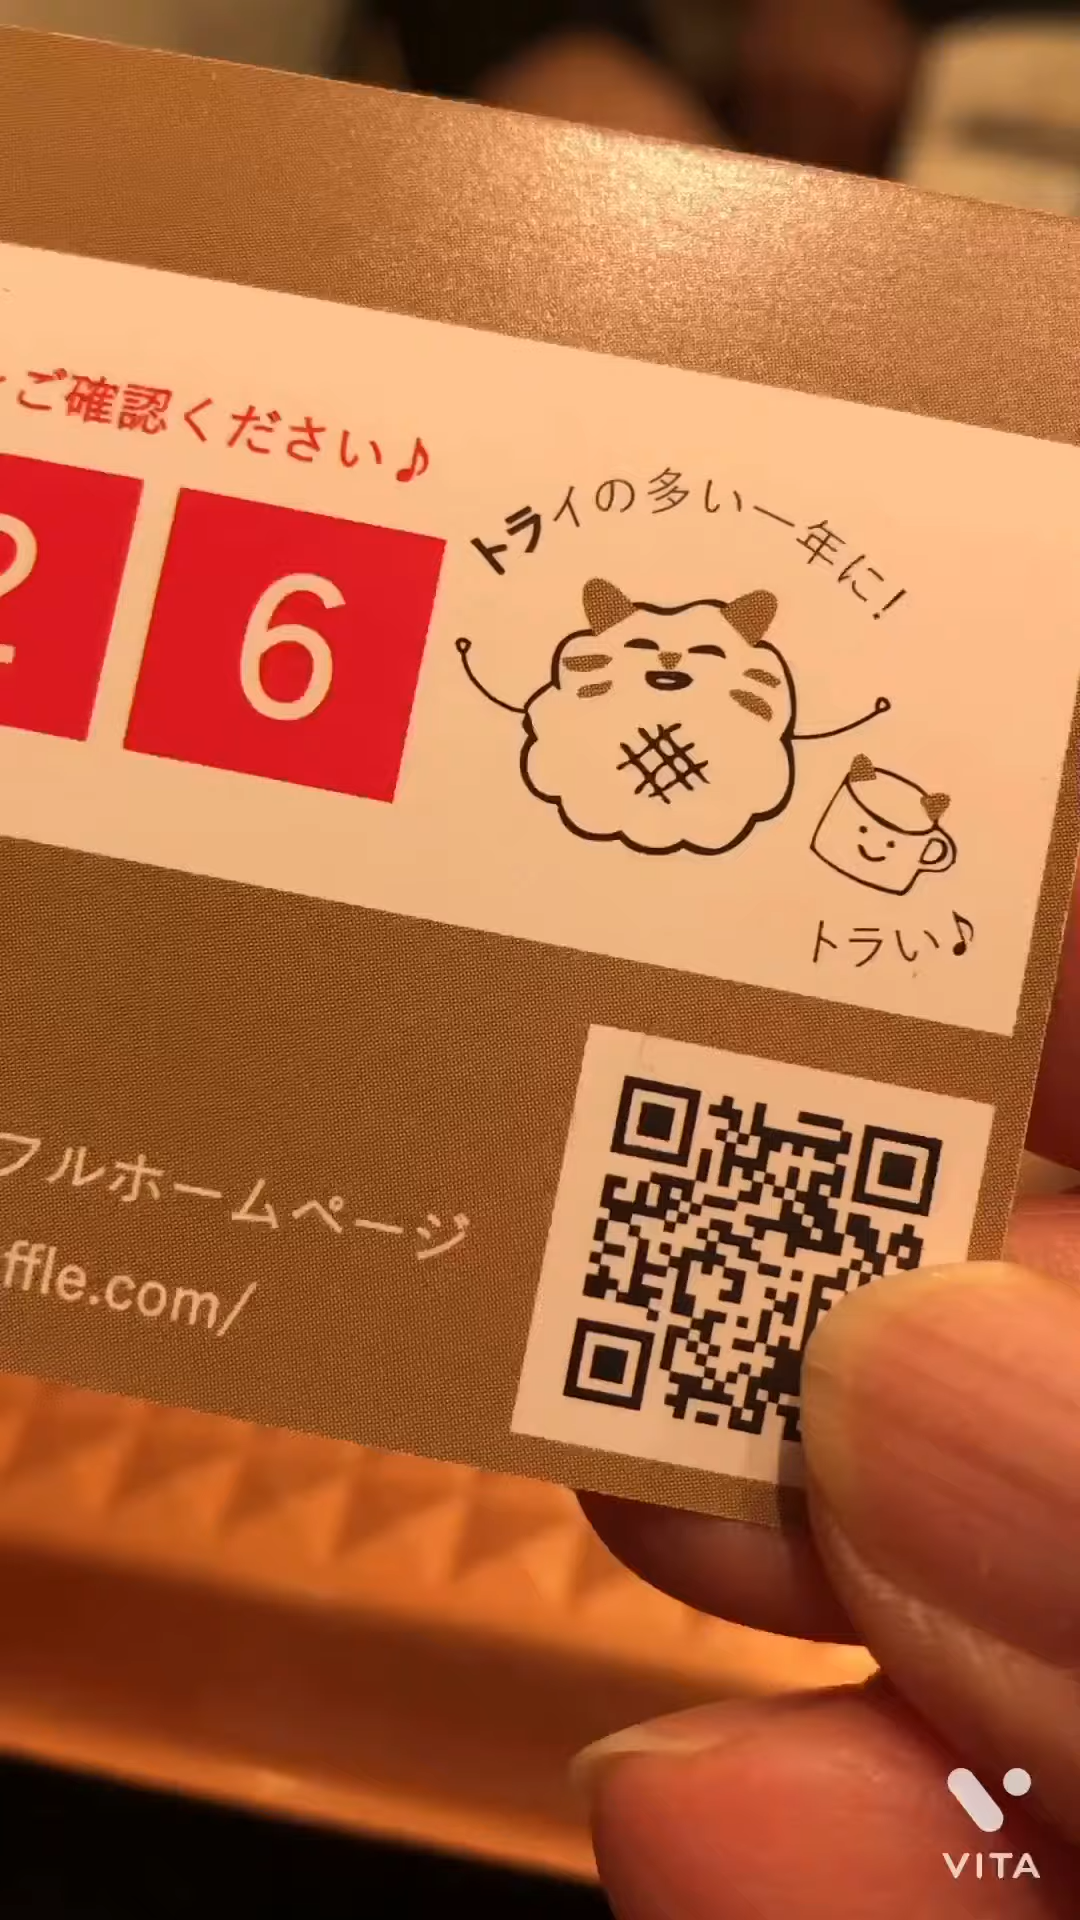 ご確認ください♪
トライの多い一年に!
2 6
トラい♪
フルホームページ
ffle.com/
VITA